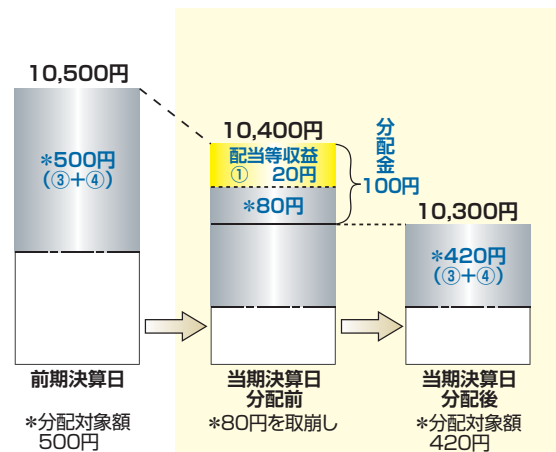 10,500円
*500円
(③+④)
前期決算日
*分配対象額
500円
10,400円
配当等収益
① 20円
*80円
分配金
100円
当期決算日
分配前
*80円を取崩し
10,300円
*420円
(③+④)
当期決算日
分配後
*分配対象額
420円